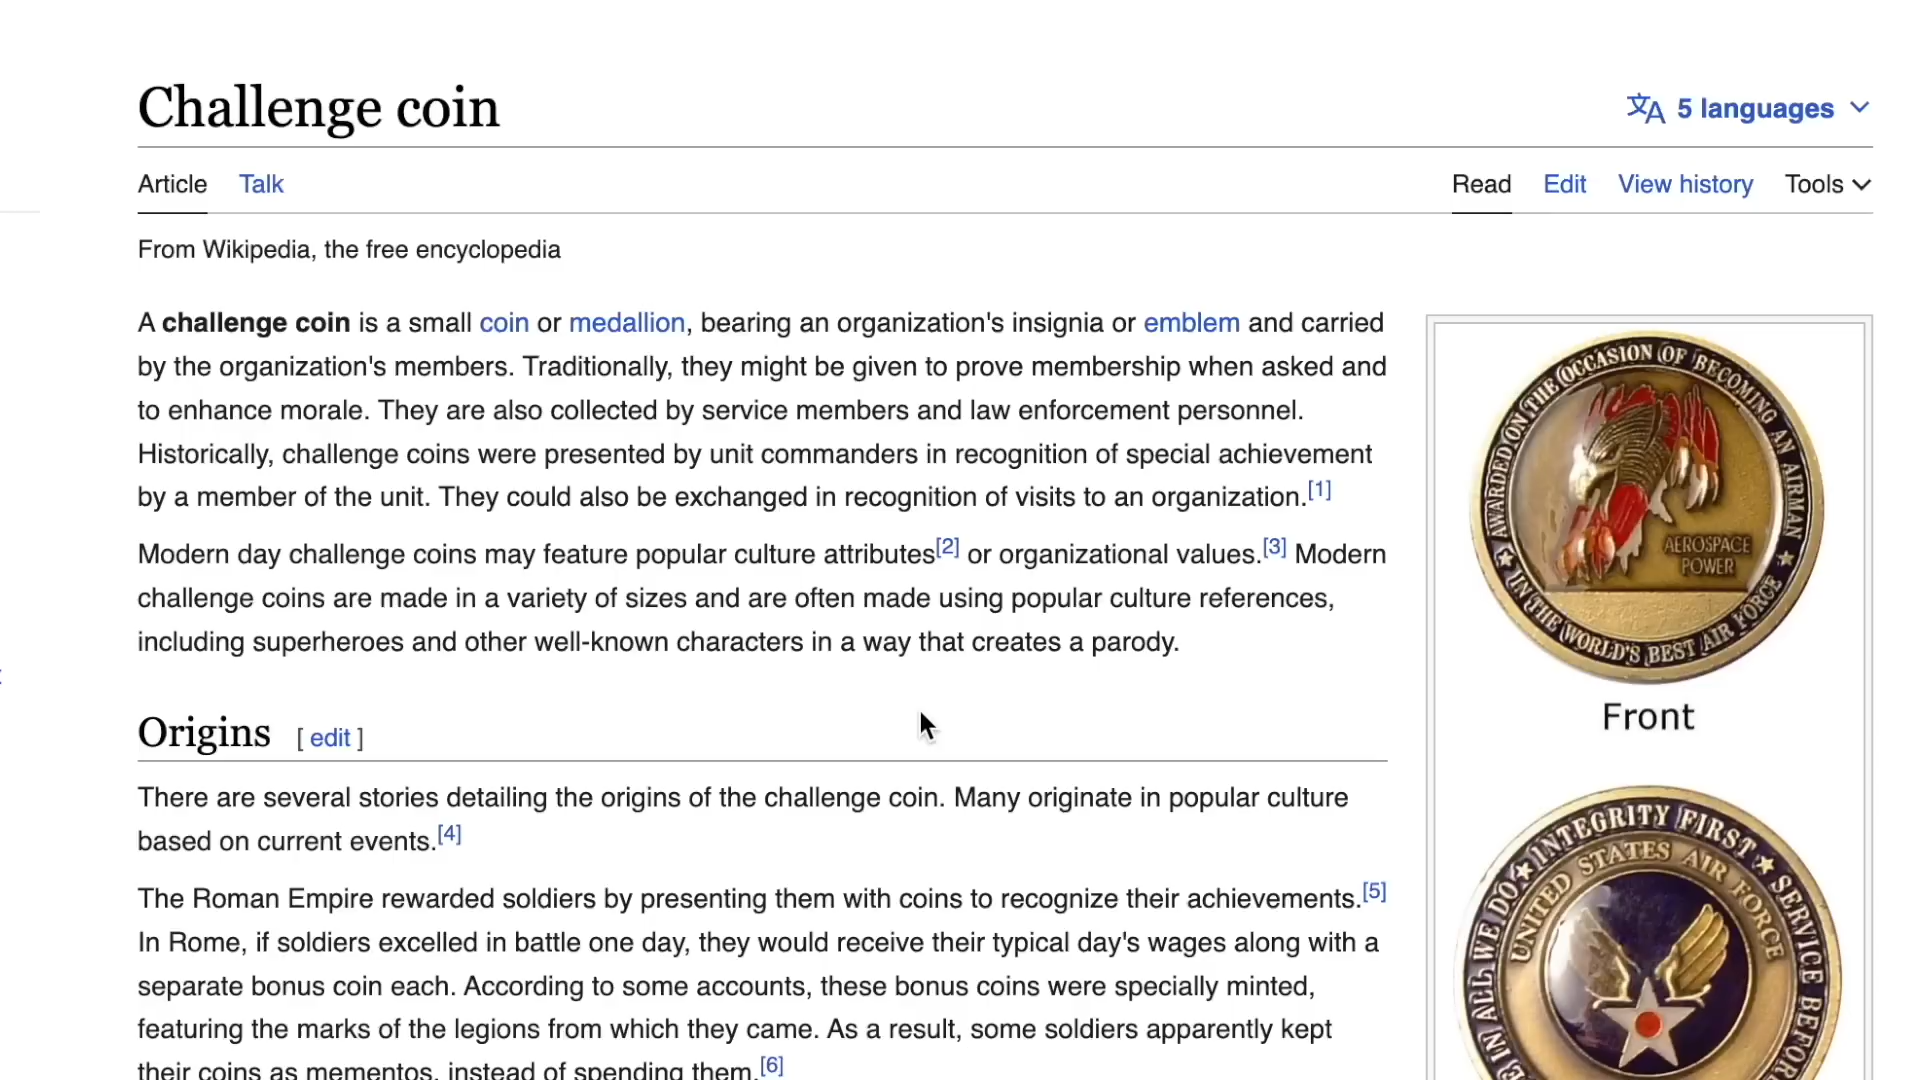 Challenge coin
5 languages
Article Talk
Read Edit View history Tools
From Wikipedia, the free encyclopedia
A challenge coin is a small coin or medallion, bearing an organization's insignia or emblem and carried
by the organization's members. Traditionally, they might be given to prove membership when asked and
to enhance morale. They are also collected by service members and law enforcement personnel.
Historically, challenge coins were presented by unit commanders in recognition of special achievement
by a member of the unit. They could also be exchanged in recognition of visits to an organization.[1]
Modern day challenge coins may feature popular culture attributes[2] or organizational values.[3] Modern
challenge coins are made in a variety of sizes and are often made using popular culture references,
including superheroes and other well-known characters in a way that creates a parody.
Origins [ edit ]
There are several stories detailing the origins of the challenge coin. Many originate in popular culture
based on current events.[4]
The Roman Empire rewarded soldiers by presenting them with coins to recognize their achievements.[5]
In Rome, if soldiers excelled in battle one day, they would receive their typical day's wages along with a
separate bonus coin each. According to some accounts, these bonus coins were specially minted,
featuring the marks of the legions from which they came. As a result, some soldiers apparently kept
their coins as mementos, instead of spending them.[6]
AWARDED ON THE OCCASION OF BECOMING AN AIRMAN
IN THE WORLD'S BEST AIR FORCE
AEROSPACE
POWER
Front
INTEGRITY FIRST
SERVICE BEFOR
E IN ALL WE DO
UNITED STATES AIR FORCE